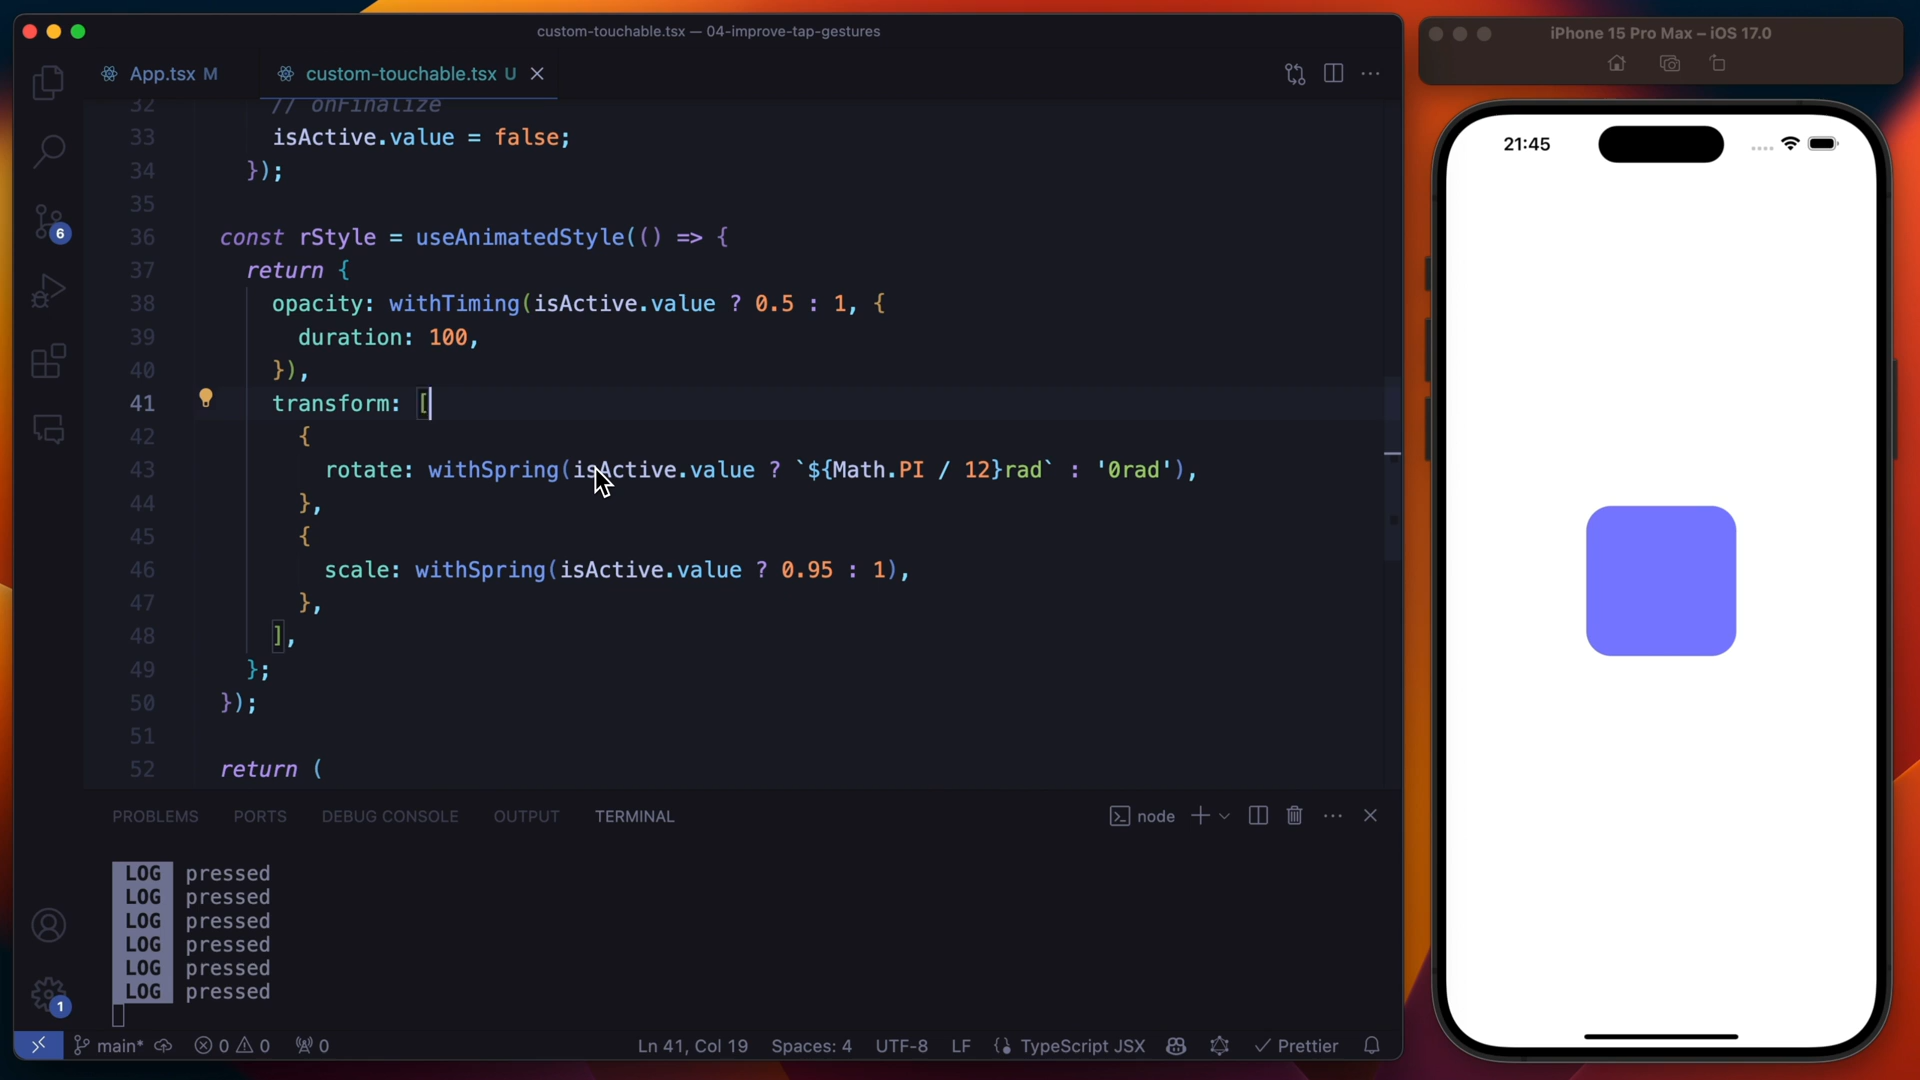 custom-touchable.tsx — 04-improve-tap-gestures
iPhone 15 Pro Max – iOS 17.0
App.tsx M
custom-touchable.tsx U
32 // onFinalize
33 isActive.value = false;
34 });
35
36 const rStyle = useAnimatedStyle(() => {
37 return {
38 opacity: withTiming(isActive.value ? 0.5 : 1, {
39 duration: 100,
40 }),
41 transform: [
42 {
43 rotate: withSpring(isActive.value ? `${Math.PI / 12}rad` : '0rad'),
44 },
45 {
46 scale: withSpring(isActive.value ? 0.95 : 1),
47 },
48 ],
49 };
50 });
51
52 return (
6
1
21:45
PROBLEMS PORTS DEBUG CONSOLE OUTPUT TERMINAL
node
LOG pressed
LOG pressed
LOG pressed
LOG pressed
LOG pressed
LOG pressed
main* 0 0 0 Ln 41, Col 19 Spaces: 4 UTF-8 LF TypeScript JSX Prettier